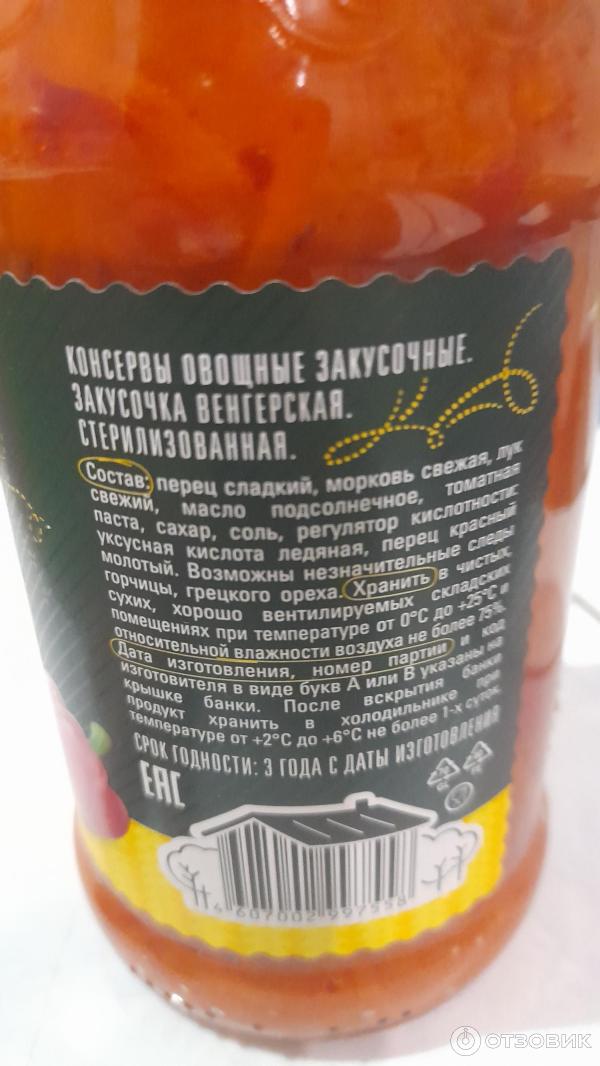 КОНСЕРВЫ ОВОЩНЫЕ ЗАКУСОЧНЫЕ.
ЗАКУСОЧКА ВЕНГЕРСКАЯ.
СТЕРИЛИЗОВАННАЯ.
Состав: перец сладкий, морковь свежая, лук
свежий, масло подсолнечное, томатная
паста, сахар, соль, регулятор кислотности:
уксусная кислота ледяная, перец красный
молотый. Возможны незначительные следы
горчицы, грецкого ореха. Хранить в чистых,
сухих, хорошо вентилируемых складских
помещениях при температуре от 0°С до +25°С и
относительной влажности воздуха не более 75%.
Дата изготовления, номер партии и код
изготовителя в виде букв А или В указаны на
крышке банки. После вскрытия банки
продукт хранить в холодильнике при
температуре от +2°С до +6°С не более 1-х суток.
СРОК ГОДНОСТИ: 3 ГОДА С ДАТЫ ИЗГОТОВЛЕНИЯ
EAC
4 607002 997558
ОТЗОВИК